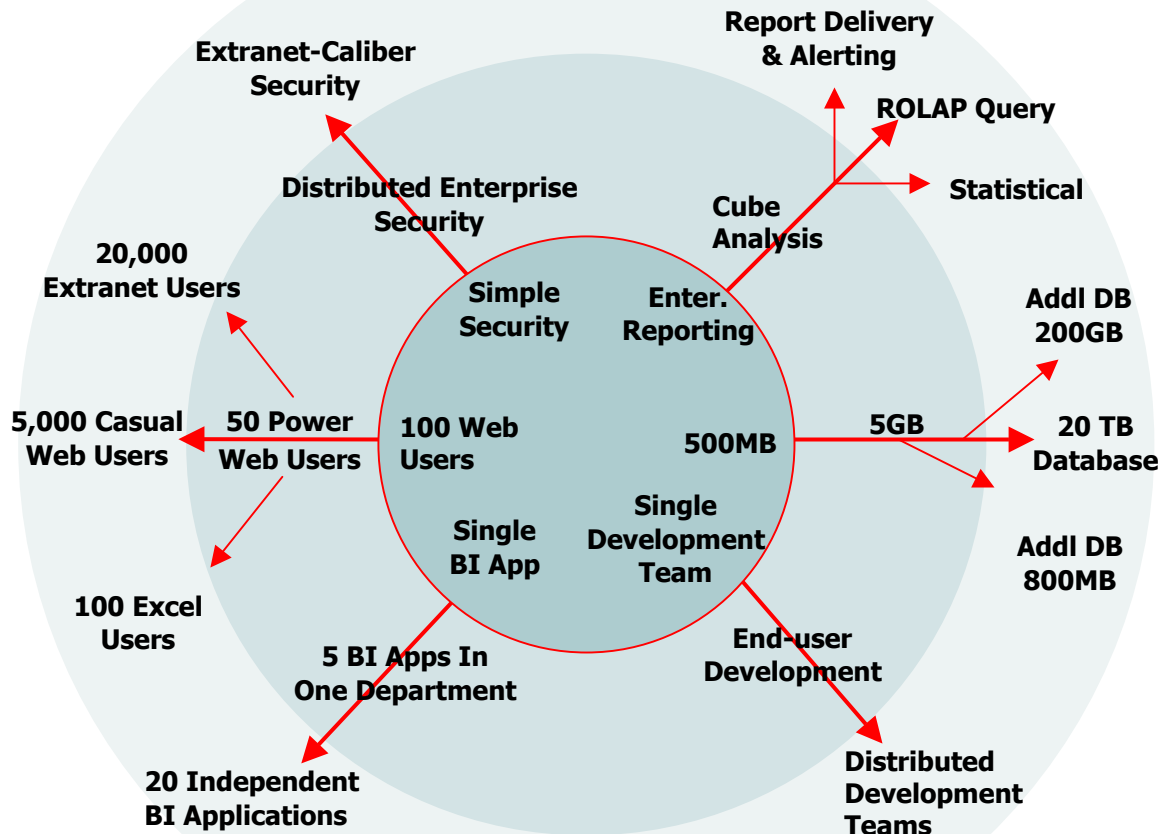 Report Delivery
& Alerting
Extranet-Caliber
Security
ROLAP Query
Statistical
Distributed Enterprise
Security
Cube
Analysis
20,000
Extranet Users
Simple
Security
Enter.
Reporting
Addl DB
200GB
5,000 Casual
Web Users
50 Power
Web Users
100 Web
Users
500MB
5GB
20 TB
Database
Single
BI App
Single
Development
Team
Addl DB
800MB
100 Excel
Users
5 BI Apps In
One Department
End-user
Development
20 Independent
BI Applications
Distributed
Development
Teams